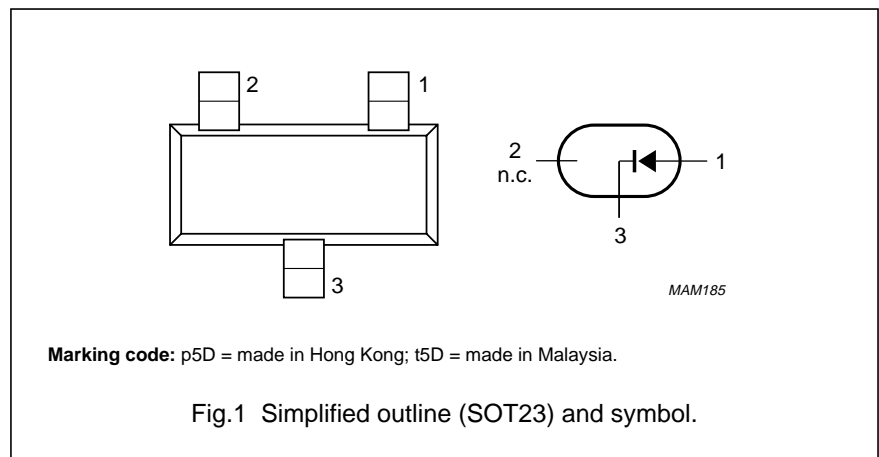 2
1
3
2
n.c.
1
3
MAM185
Marking code: p5D = made in Hong Kong; t5D = made in Malaysia.
Fig.1 Simplified outline (SOT23) and symbol.